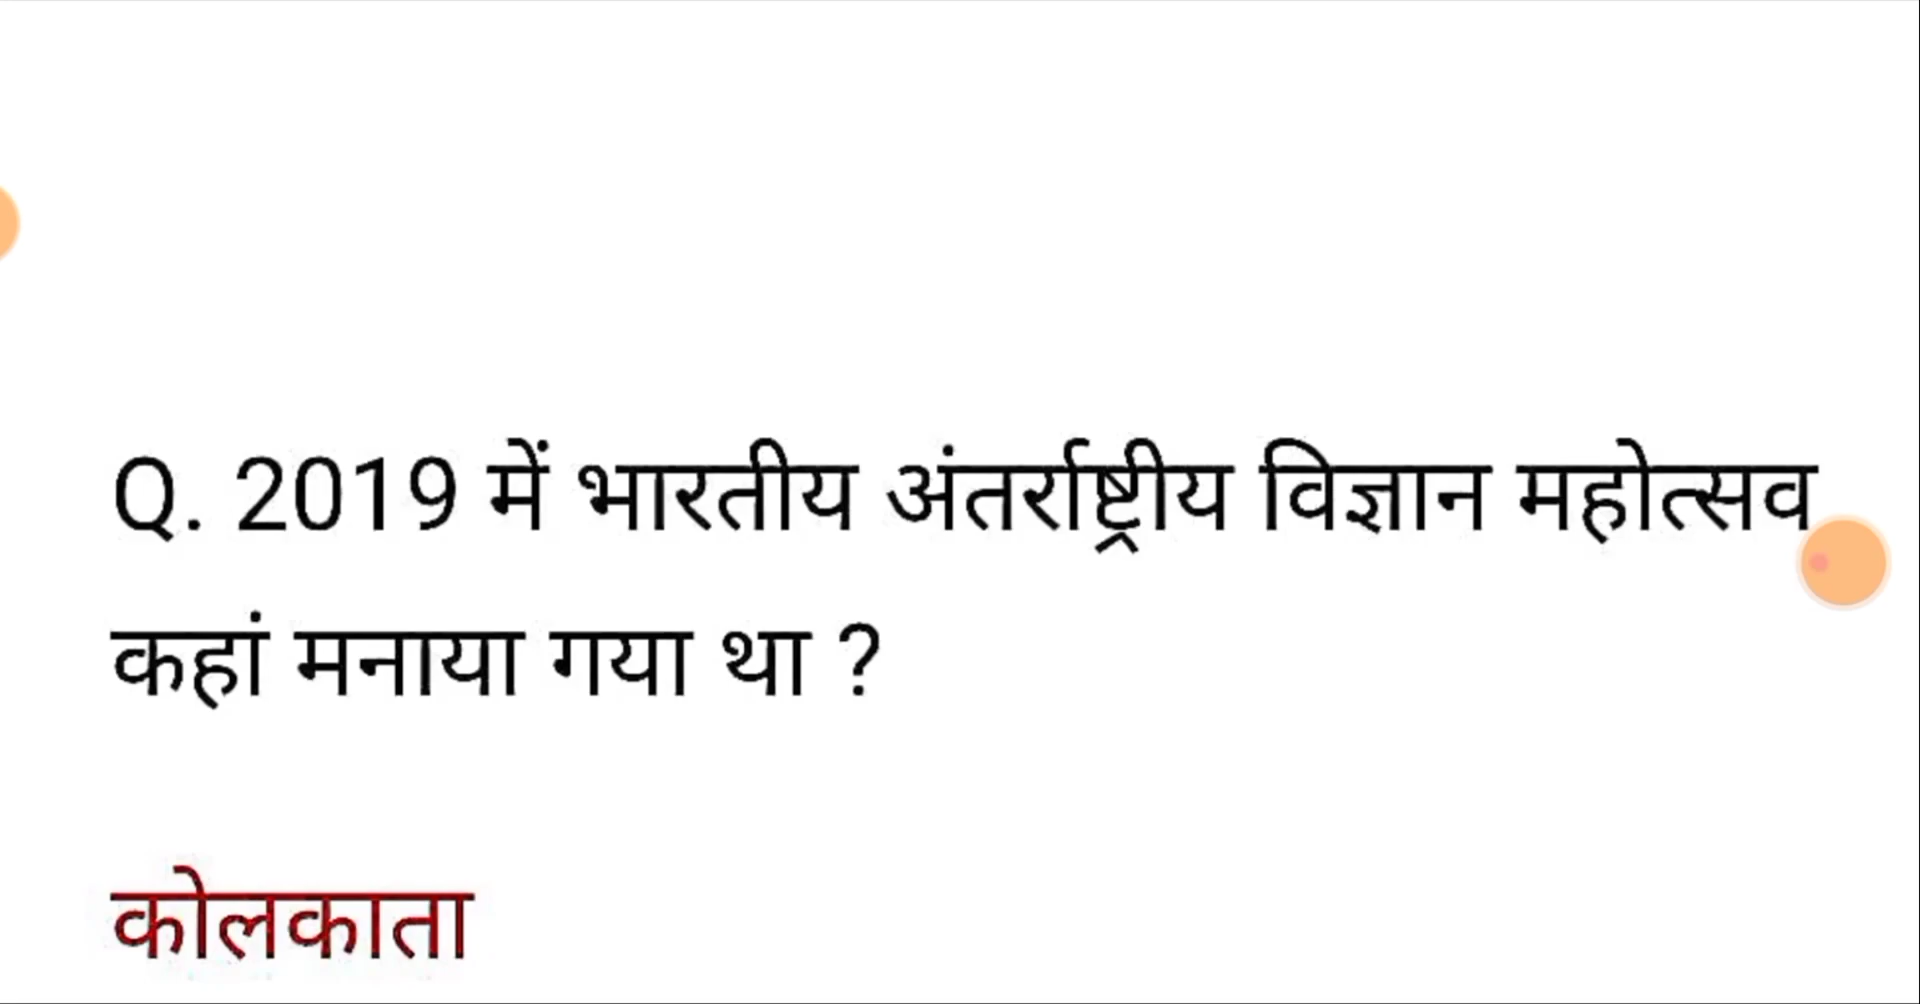 Q. 2019 में भारतीय अंतर्राष्ट्रीय विज्ञान महोत्सव
कहां मनाया गया था ?
कोलकाता